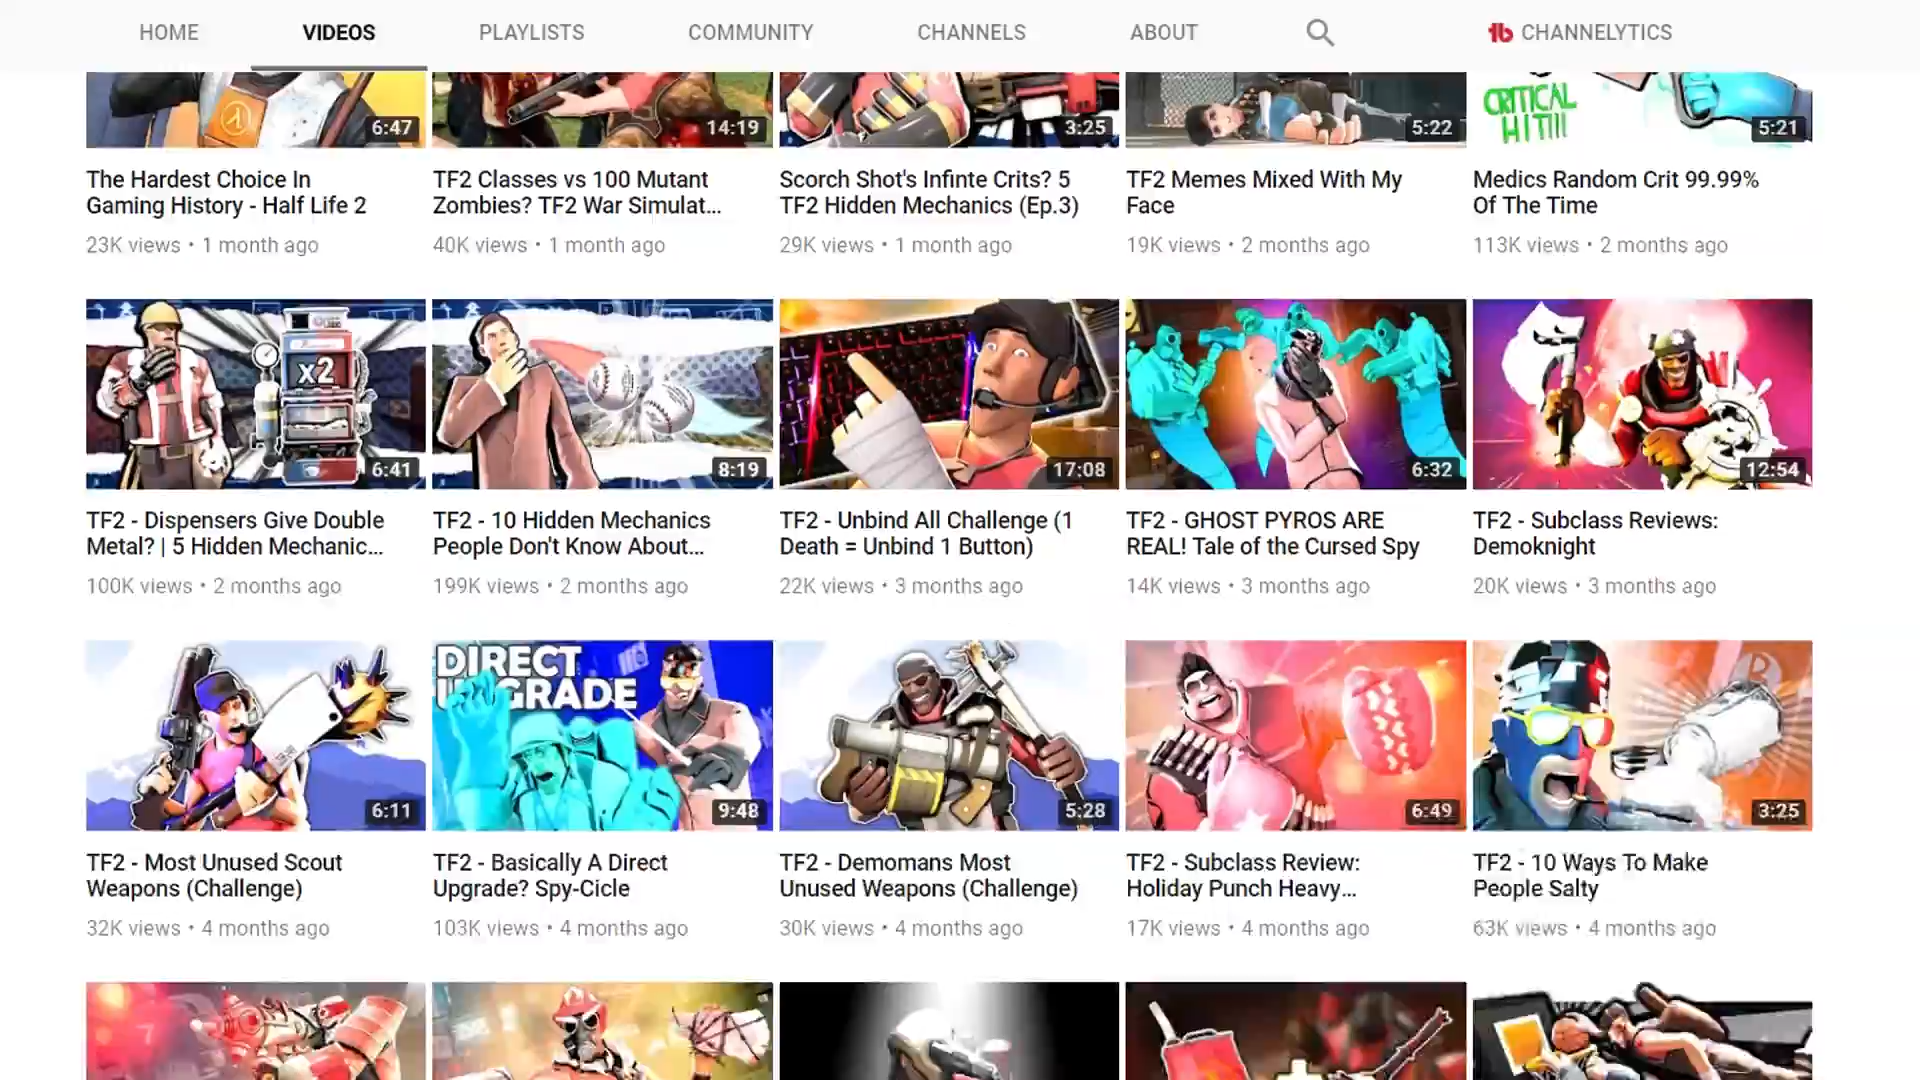 HOME VIDEOS PLAYLISTS COMMUNITY CHANNELS ABOUT CHANNELYTICS
CRITICAL
HIT!!!
6:47 14:19 3:25 5:22 5:21
The Hardest Choice In
Gaming History - Half Life 2
23K views • 1 month ago
TF2 Classes vs 100 Mutant
Zombies? TF2 War Simulat...
40K views • 1 month ago
Scorch Shot's Infinte Crits? 5
TF2 Hidden Mechanics (Ep.3)
29K views • 1 month ago
TF2 Memes Mixed With My
Face
19K views • 2 months ago
Medics Random Crit 99.99%
Of The Time
113K views • 2 months ago
x2
6:41 8:19 17:08 6:32 12:54
TF2 - Dispensers Give Double
Metal? | 5 Hidden Mechanic...
100K views • 2 months ago
TF2 - 10 Hidden Mechanics
People Don't Know About...
199K views • 2 months ago
TF2 - Unbind All Challenge (1
Death = Unbind 1 Button)
22K views • 3 months ago
TF2 - GHOST PYROS ARE
REAL! Tale of the Cursed Spy
14K views • 3 months ago
TF2 - Subclass Reviews:
Demoknight
20K views • 3 months ago
DIRECT
UPGRADE
6:11 9:48 5:28 6:49 3:25
TF2 - Most Unused Scout
Weapons (Challenge)
32K views • 4 months ago
TF2 - Basically A Direct
Upgrade? Spy-Cicle
103K views • 4 months ago
TF2 - Demomans Most
Unused Weapons (Challenge)
30K views • 4 months ago
TF2 - Subclass Review:
Holiday Punch Heavy...
17K views • 4 months ago
TF2 - 10 Ways To Make
People Salty
63K views • 4 months ago